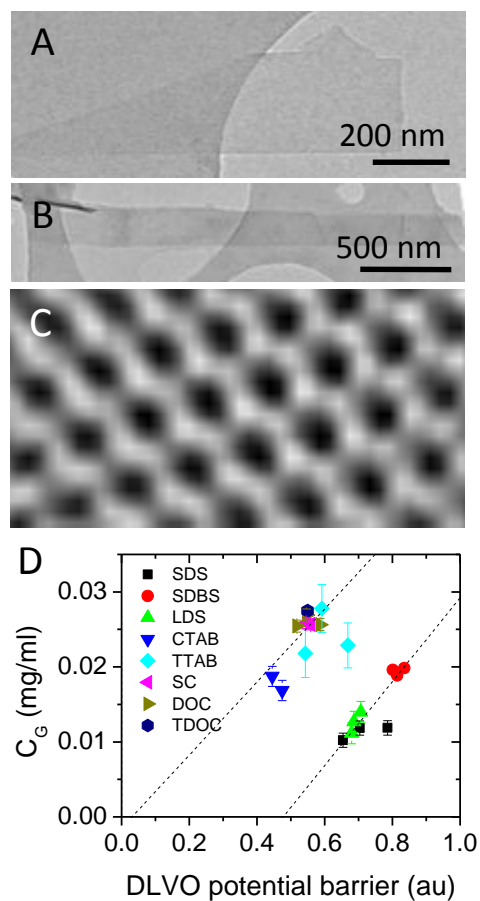 A
200 nm
B
500 nm
C
D
SDS
SDBS
LDS
CTAB
TTAB
SC
DOC
TDOC
0.03
0.02
0.01
0.00
C_G (mg/ml)
0.0 0.2 0.4 0.6 0.8 1.0
DLVO potential barrier (au)